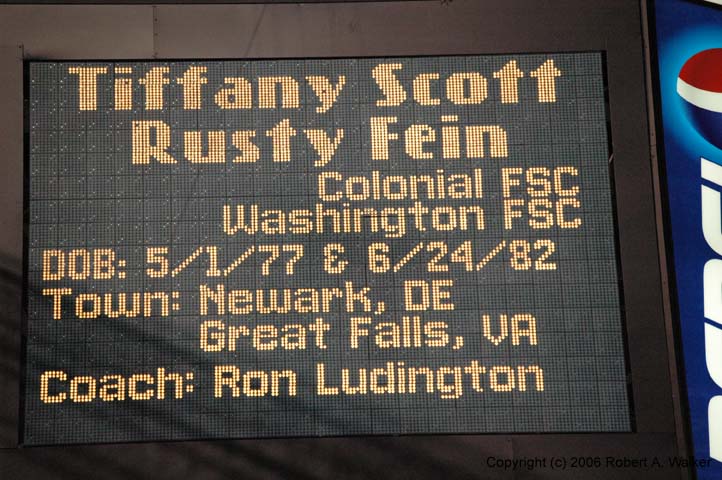 Tiffany Scott
Rusty Fein
Colonial FSC
Washington FSC
DOB: 5/1/77 & 6/24/82
Town: Newark, DE
Great Falls, VA
Coach: Ron Ludington
PEPSI
Copyright (c) 2006 Robert A. Walker